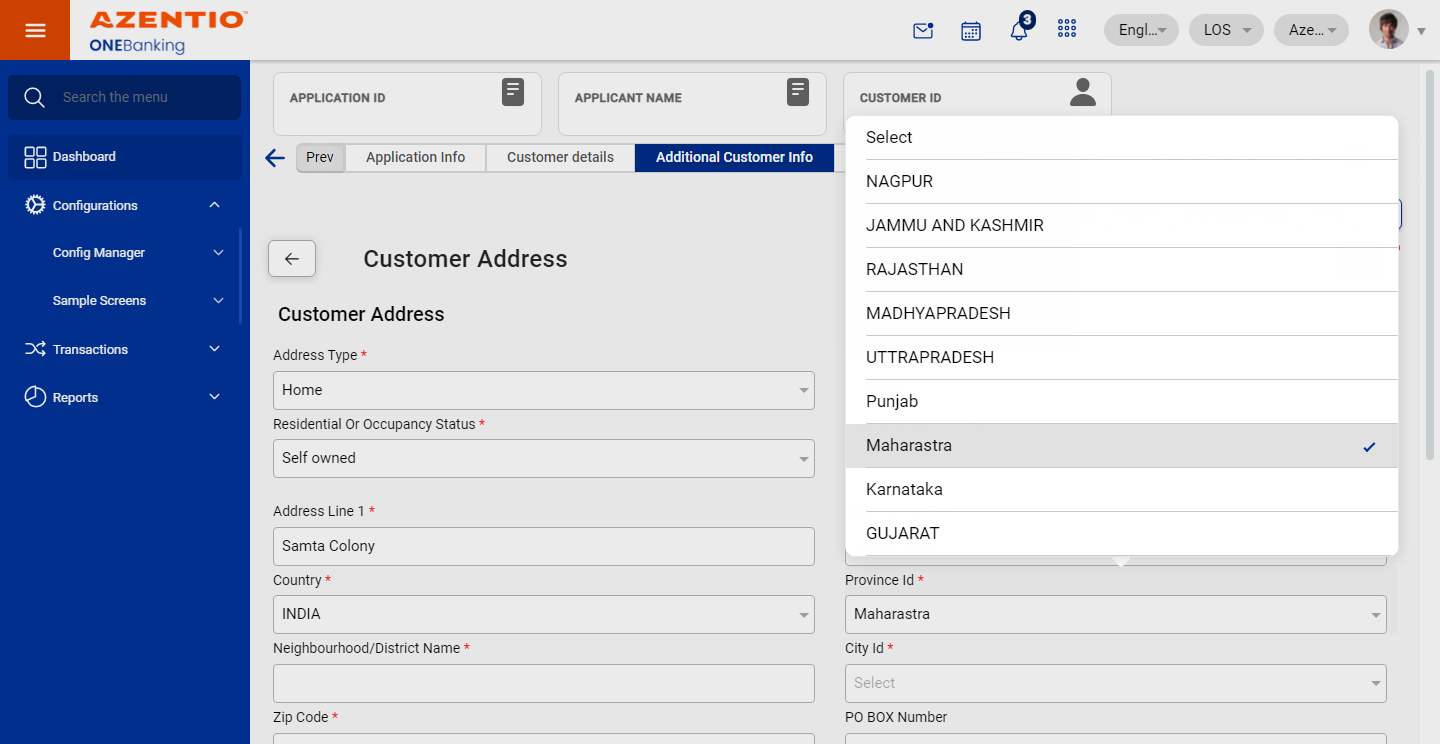 AZENTIO™
ONEBanking
3
Engl...
LOS
Aze...
Search the menu
Dashboard
Configurations
Config Manager
Sample Screens
Transactions
Reports
APPLICATION ID
APPLICANT NAME
CUSTOMER ID
Prev
Application Info
Customer details
Additional Customer Info
Customer Address
Customer Address
Address Type *
Home
Residential Or Occupancy Status *
Self owned
Address Line 1 *
Samta Colony
Country *
INDIA
Neighbourhood/District Name *
Zip Code *
Select
NAGPUR
JAMMU AND KASHMIR
RAJASTHAN
MADHYAPRADESH
UTTRAPRADESH
Punjab
Maharastra
Karnataka
GUJARAT
Province Id *
Maharastra
City Id *
Select
PO BOX Number